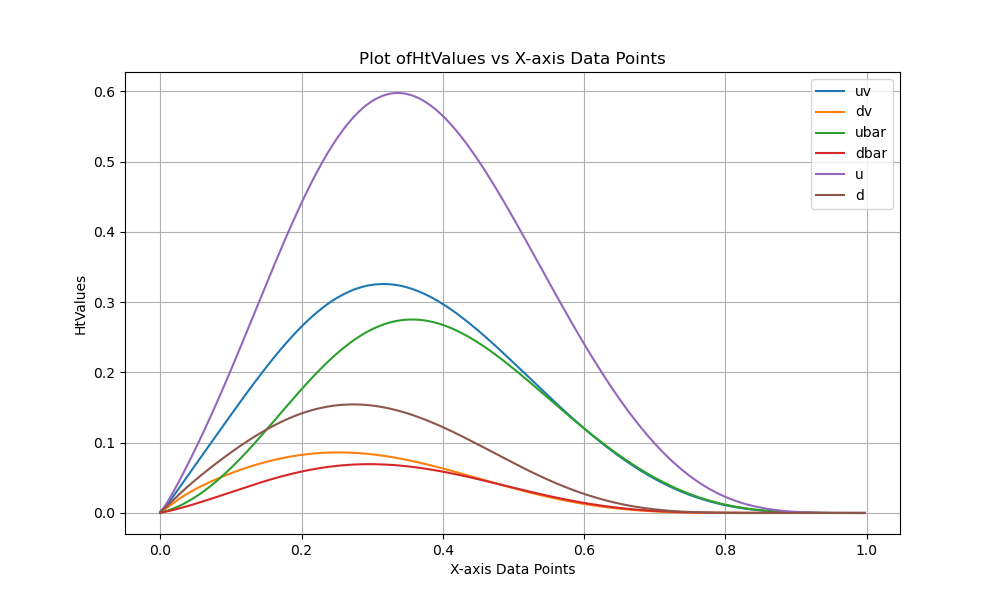 Plot ofHtValues vs X-axis Data Points
HtValues
0.6
0.5
0.4
0.3
0.2
0.1
0.0
uv
dv
ubar
dbar
u
d
0.0 0.2 0.4 0.6 0.8 1.0
X-axis Data Points